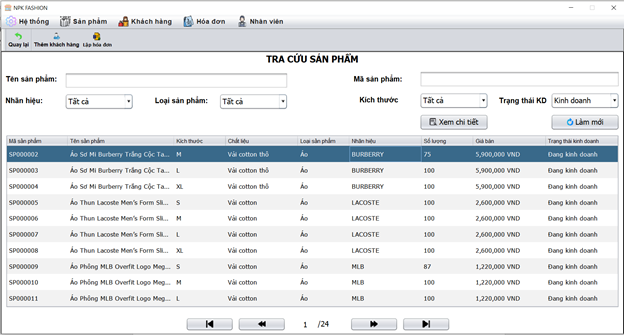 NPK FASHION
Hệ thống Sản phẩm Khách hàng Hóa đơn Nhân viên
Quay lại Thêm khách hàng Lập hóa đơn
TRA CỨU SẢN PHẨM
Tên sản phẩm: Mã sản phẩm:
Nhãn hiệu: Tất cả Loại sản phẩm: Tất cả Kích thước Tất cả Trạng thái KD Kinh doanh
Xem chi tiết Làm mới
Mã sản phẩm Tên sản phẩm Kích thước Chất liệu Loại sản phẩm Nhãn hiệu Số lượng Giá bán Trạng thái kinh doanh
SP000002 Áo Sơ Mi Burberry Trắng Cộc Ta... M Vải cotton thô Áo BURBERRY 75 5,900,000 VND Đang kinh doanh
SP000003 Áo Sơ Mi Burberry Trắng Cộc Ta... L Vải cotton thô Áo BURBERRY 100 5,900,000 VND Đang kinh doanh
SP000004 Áo Sơ Mi Burberry Trắng Cộc Ta... XL Vải cotton thô Áo BURBERRY 100 5,900,000 VND Đang kinh doanh
SP000005 Áo Thun Lacoste Men's Form Sli... S Vải cotton Áo LACOSTE 100 2,600,000 VND Đang kinh doanh
SP000006 Áo Thun Lacoste Men's Form Sli... M Vải cotton Áo LACOSTE 100 2,600,000 VND Đang kinh doanh
SP000007 Áo Thun Lacoste Men's Form Sli... L Vải cotton Áo LACOSTE 100 2,600,000 VND Đang kinh doanh
SP000008 Áo Thun Lacoste Men's Form Sli... XL Vải cotton Áo LACOSTE 100 2,600,000 VND Đang kinh doanh
SP000009 Áo Phông MLB Overfit Logo Meg... S Vải cotton Áo MLB 87 1,220,000 VND Đang kinh doanh
SP000010 Áo Phông MLB Overfit Logo Meg... M Vải cotton Áo MLB 100 1,220,000 VND Đang kinh doanh
SP000011 Áo Phông MLB Overfit Logo Meg... L Vải cotton Áo MLB 100 1,220,000 VND Đang kinh doanh
1 /24